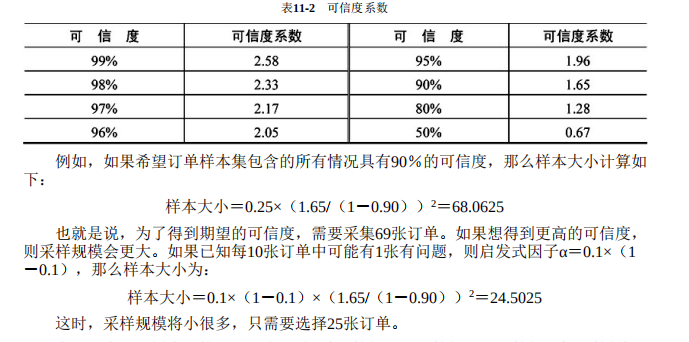 表11-2 可信度系数
可 信 度 可信度系数 可 信 度 可信度系数
99% 2.58 95% 1.96
98% 2.33 90% 1.65
97% 2.17 80% 1.28
96% 2.05 50% 0.67
例如，如果希望订单样本集包含的所有情况具有90％的可信度，那么样本大小计算如
下：
样本大小＝0.25×（1.65/（1－0.90））²＝68.0625
也就是说，为了得到期望的可信度，需要采集69张订单。如果想得到更高的可信度，
则采样规模会更大。如果已知每10张订单中可能有1张有问题，则启发式因子α＝0.1×（1
－0.1），那么样本大小为：
样本大小＝0.1×（1－0.1）×（1.65/（1－0.90））²＝24.5025
这时，采样规模将小很多，只需要选择25张订单。